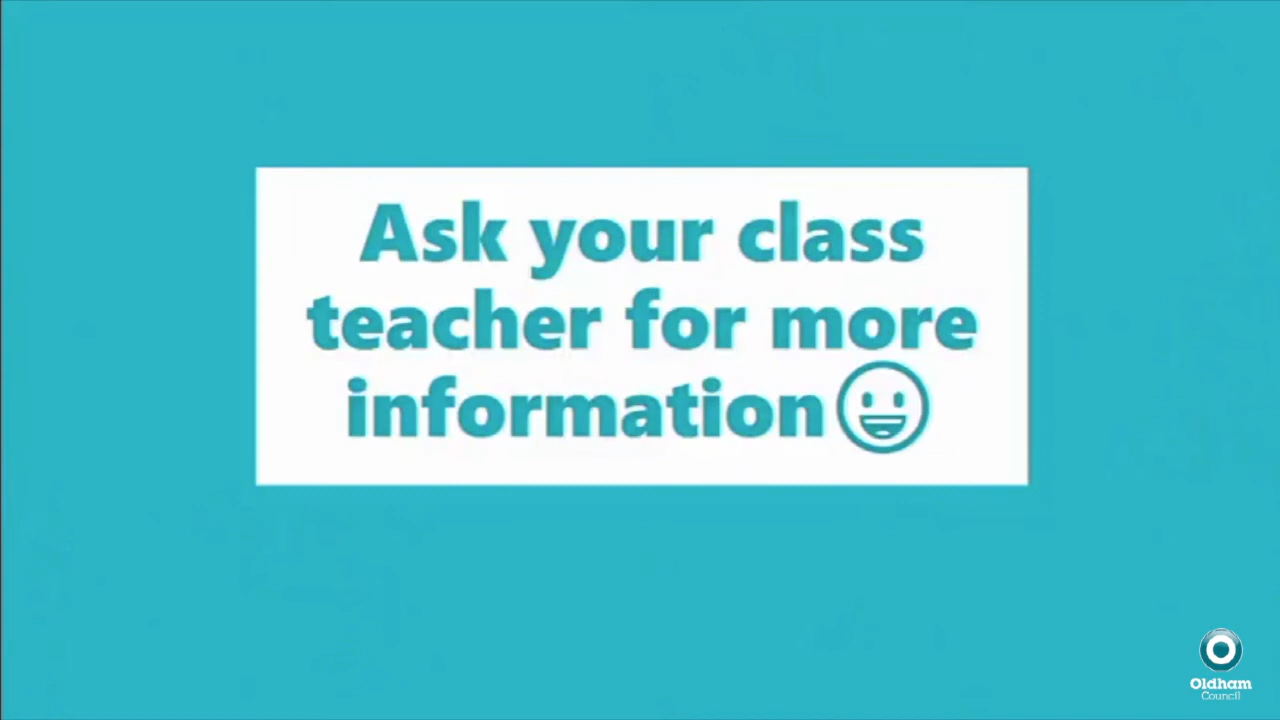 Ask your class
teacher for more
information
Oldham
Council